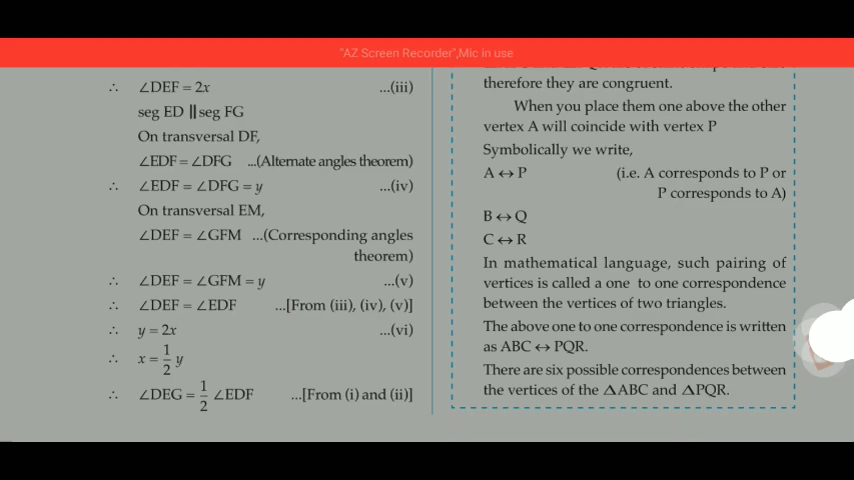 "AZ Screen Recorder",Mic in use
∴ ∠DEF = 2x ...(iii)
seg ED ∥ seg FG
On transversal DF,
∠EDF = ∠DFG ...(Alternate angles theorem)
∴ ∠EDF = ∠DFG = y ...(iv)
On transversal EM,
∠DEF = ∠GFM ...(Corresponding angles
theorem)
∴ ∠DEF = ∠GFM = y ...(v)
∴ ∠DEF = ∠EDF ...[From (iii), (iv), (v)]
∴ y = 2x ...(vi)
∴ x = 1/2 y
∴ ∠DEG = 1/2 ∠EDF ...[From (i) and (ii)]
therefore they are congruent.
When you place them one above the other
vertex A will coincide with vertex P
Symbolically we write,
A ↔ P (i.e. A corresponds to P or
P corresponds to A)
B ↔ Q
C ↔ R
In mathematical language, such pairing of
vertices is called a one to one correspondence
between the vertices of two triangles.
The above one to one correspondence is written
as ABC ↔ PQR.
There are six possible correspondences between
the vertices of the ΔABC and ΔPQR.